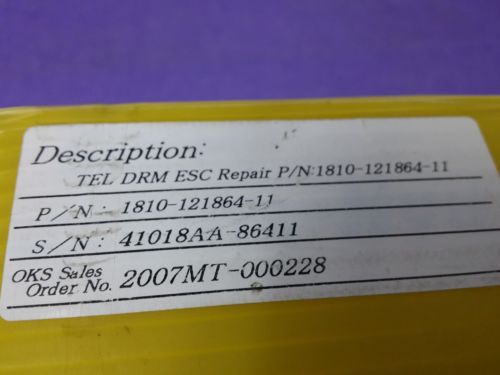 Description:
TEL DRM ESC Repair P/N:1810-121864-11
P/N: 1810-121864-11
S/N: 41018AA-86411
OKS Sales
Order No. 2007MT-000228